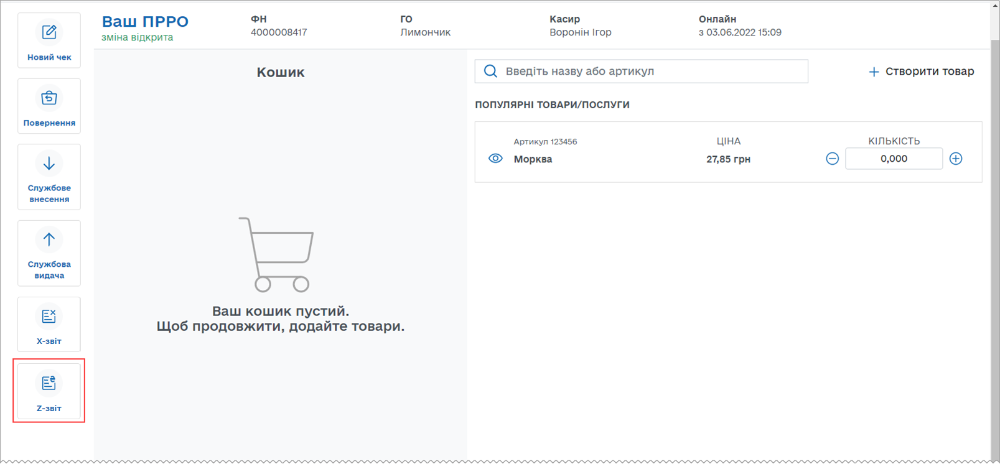 Новий чек
Повернення
Службове
внесення
Службова
видача
Х-звіт
Z-звіт
Ваш ПРРО
зміна відкрита
ФН
4000008417
ГО
Лимончик
Касир
Воронін Ігор
Онлайн
з 03.06.2022 15:09
Кошик
Ваш кошик пустий.
Щоб продовжити, додайте товари.
Введіть назву або артикул
Створити товар
ПОПУЛЯРНІ ТОВАРИ/ПОСЛУГИ
Артикул 123456
Морква
ЦІНА
27,85 грн
КІЛЬКІСТЬ
0,000